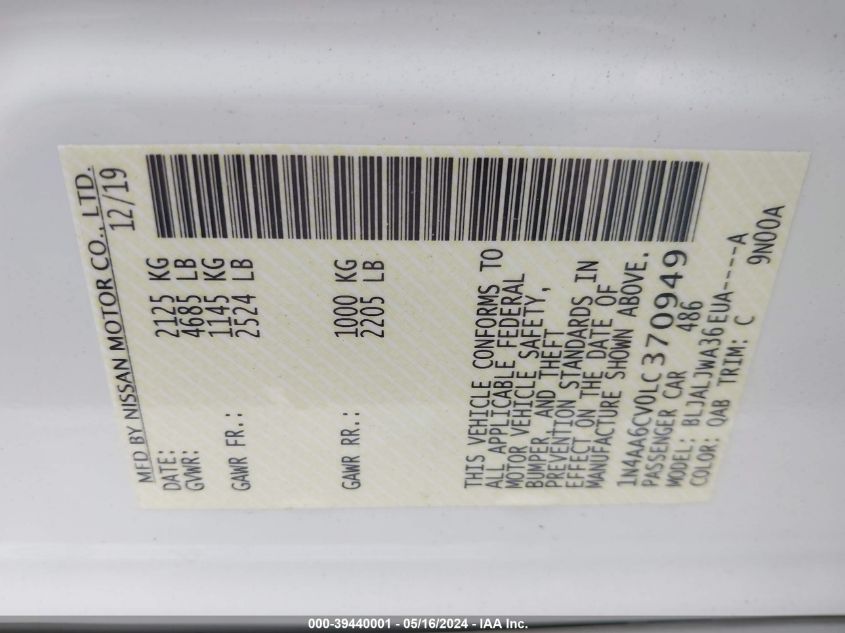 MFD BY NISSAN MOTOR CO., LTD.
DATE: 12/19
GVWR: 2125 KG
4685 LB
GAWR FR.: 1145 KG
2524 LB
GAWR RR.: 1000 KG
2205 LB
THIS VEHICLE CONFORMS TO
ALL APPLICABLE FEDERAL
MOTOR VEHICLE SAFETY,
BUMPER, AND THEFT
PREVENTION STANDARDS IN
EFFECT ON THE DATE OF
MANUFACTURE SHOWN ABOVE.
1N4AA6CV0LC370949
PASSENGER CAR 486
MODEL: BLJALJWA36EUA----A
COLOR: QAB TRIM: C 9N00A
000-39440001 - 05/16/2024 - IAA Inc.